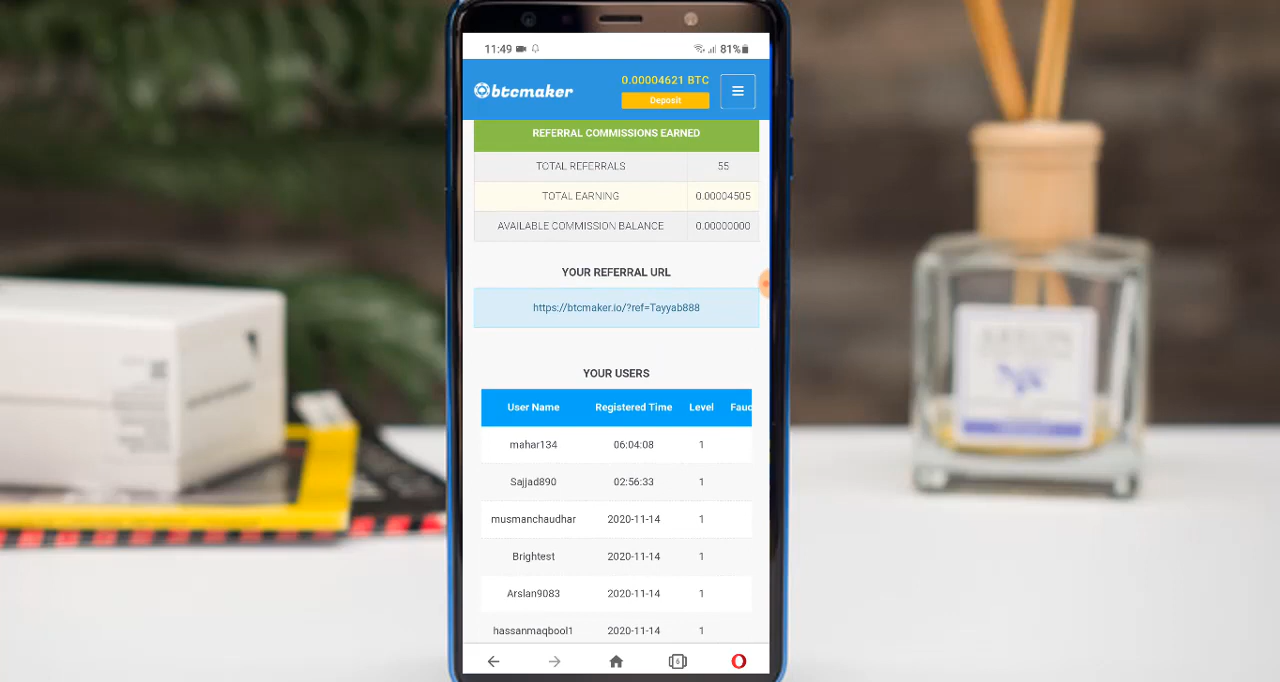 11:49
81%
btcmaker
0.00004621 BTC
Deposit
REFERRAL COMMISSIONS EARNED
TOTAL REFERRALS 55
TOTAL EARNING 0.00004505
AVAILABLE COMMISSION BALANCE 0.00000000
YOUR REFERRAL URL
https://btcmaker.io/?ref=Tayyab888
YOUR USERS
User Name Registered Time Level Fauc
mahar134 06:04:08 1
Sajjad890 02:56:33 1
musmanchaudhar 2020-11-14 1
Brightest 2020-11-14 1
Arslan9083 2020-11-14 1
hassanmaqbool1 2020-11-14 1
6